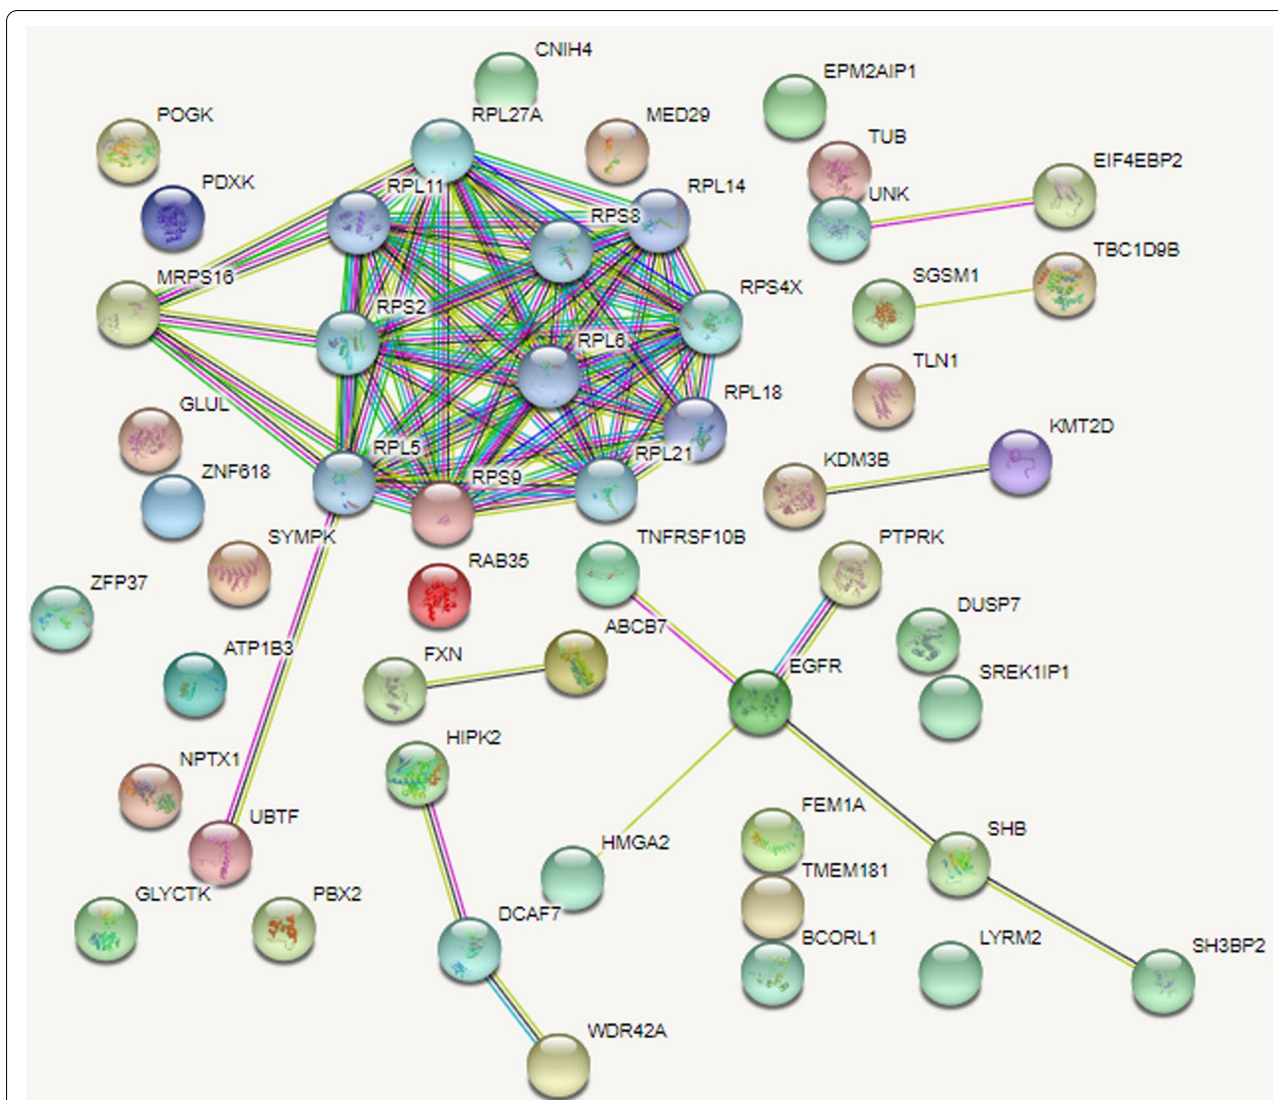 CNIH4
EPM2AIP1
POGK
RPL27A
MED29
TUB
EIF4EBP2
PDXK
RPL11
RPL14
UNK
RPS8
MRPS16
SGSM1
TBC1D9B
RPS2
RPS4X
RPL6
TLN1
GLUL
RPL18
KMT2D
RPL5
RPL21
KDM3B
ZNF618
RPS9
SYMPK
TNFRSF10B
PTPRK
RAB35
ZFP37
DUSP7
ATP1B3
FXN
ABCB7
EGFR
SREK1IP1
HIPK2
NPTX1
UBTF
FEM1A
SHB
HMGA2
TMEM181
GLYCTK
PBX2
DCAF7
BCORL1
LYRM2
SH3BP2
WDR42A